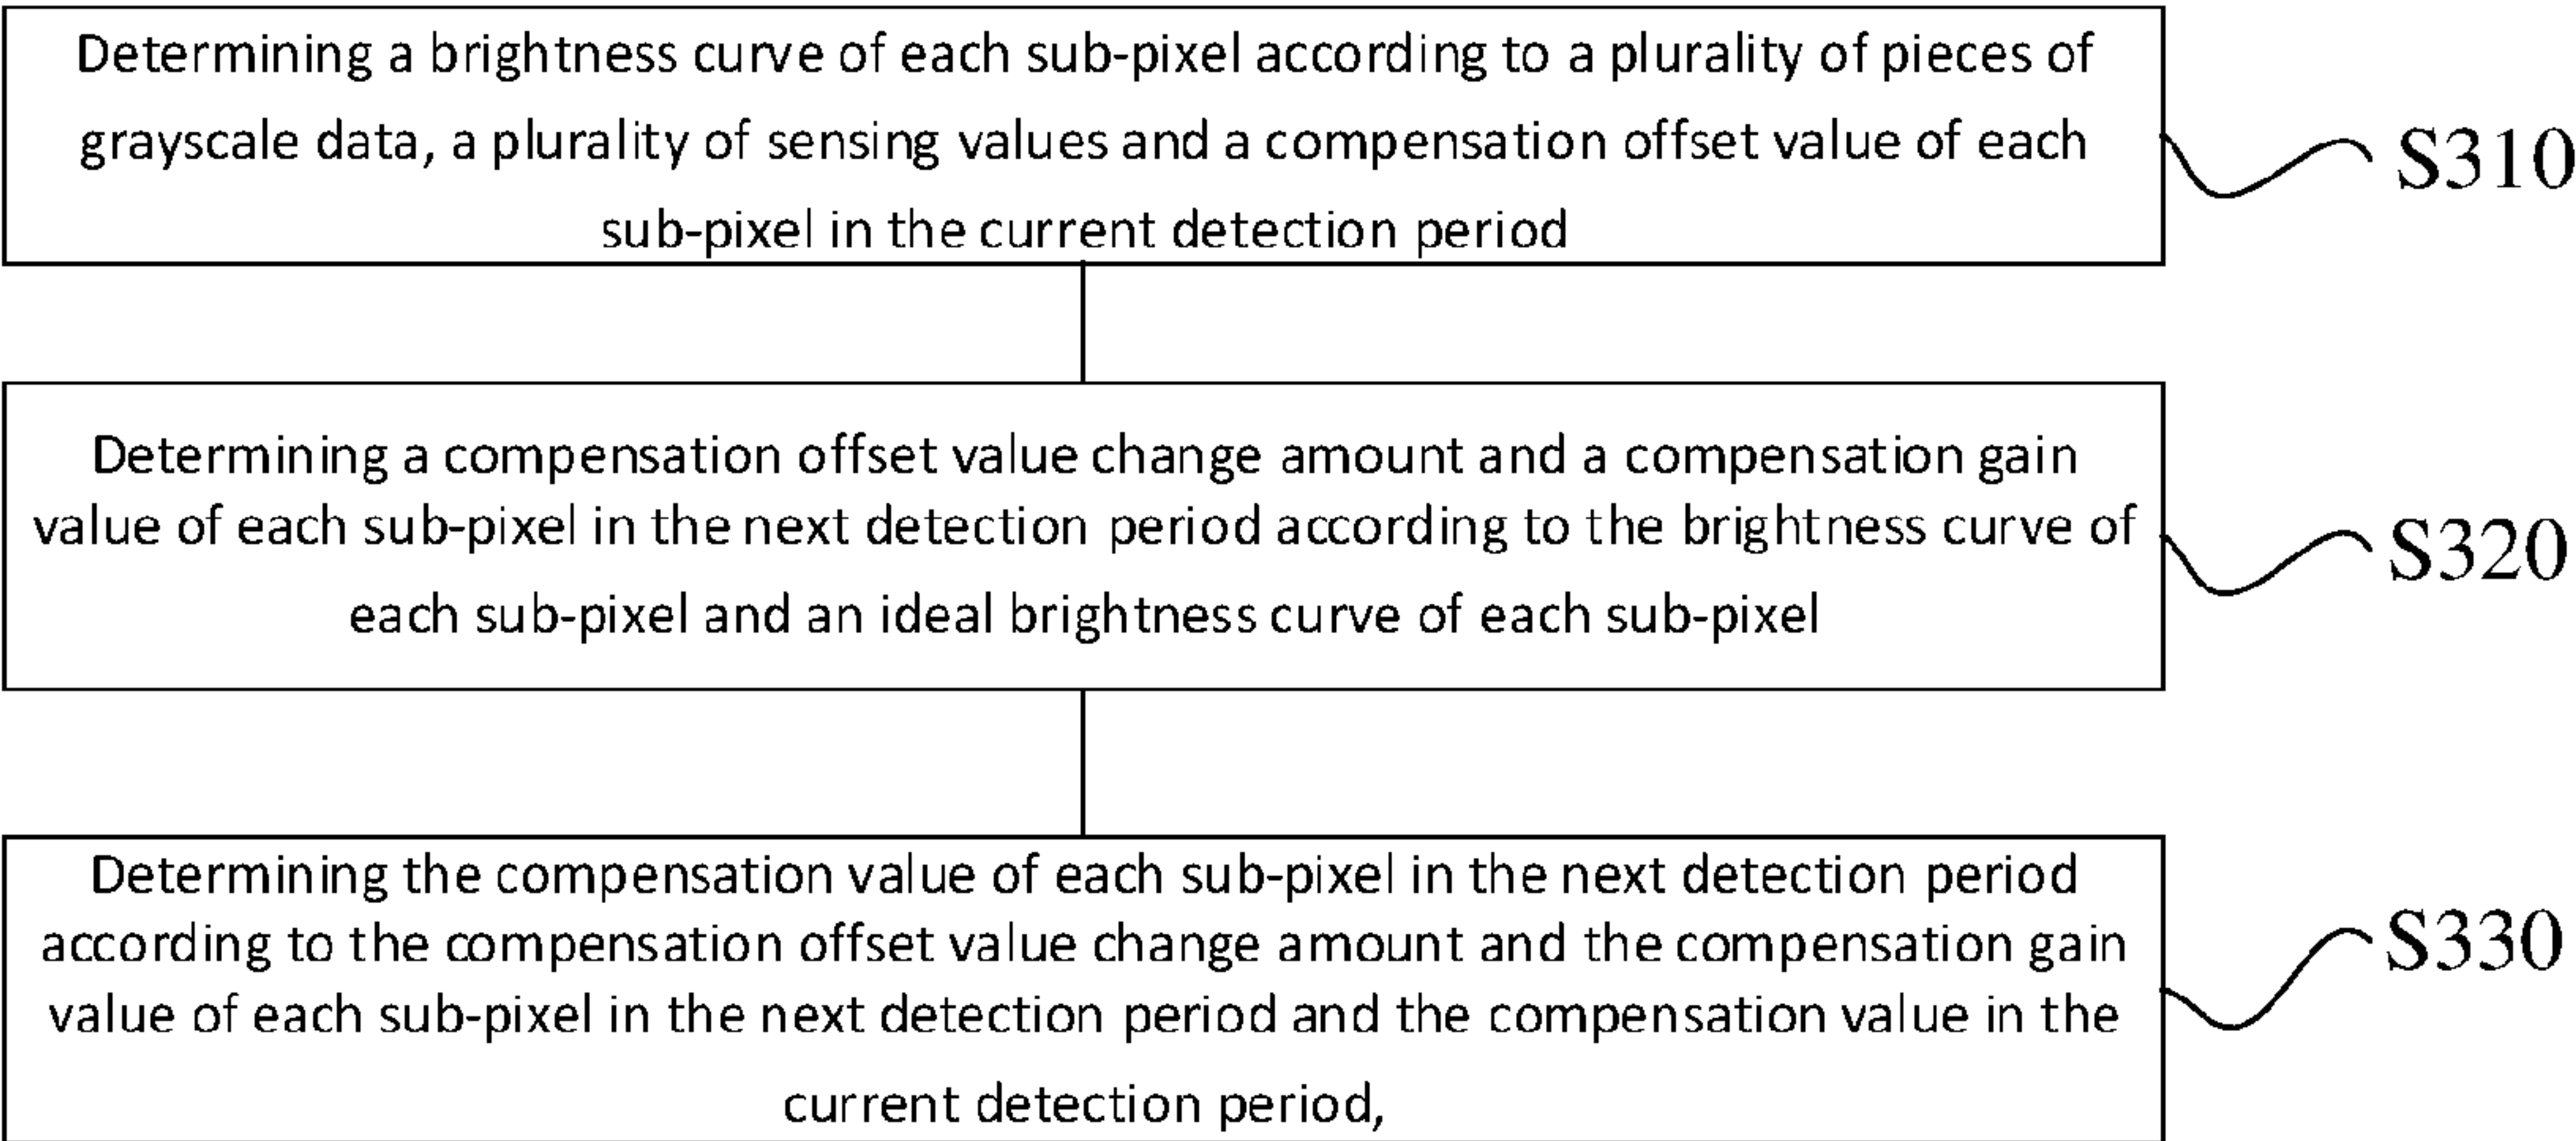 Determining a brightness curve of each sub-pixel according to a plurality of pieces of
grayscale data, a plurality of sensing values and a compensation offset value of each
sub-pixel in the current detection period
S310
Determining a compensation offset value change amount and a compensation gain
value of each sub-pixel in the next detection period according to the brightness curve of
each sub-pixel and an ideal brightness curve of each sub-pixel
S320
Determining the compensation value of each sub-pixel in the next detection period
according to the compensation offset value change amount and the compensation gain
value of each sub-pixel in the next detection period and the compensation value in the
current detection period,
S330